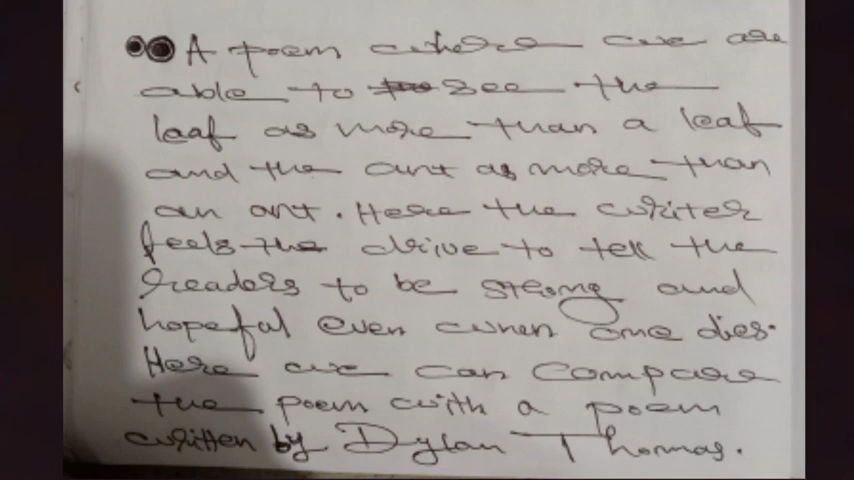 A poem where we are
able to see the
leaf as more than a leaf
and the ant as more than
an ant. Here the writer
feels the drive to tell the
readers to be strong and
hopeful even when one dies.
Here we can compare
the poem with a poem
written by Dylan Thomas.